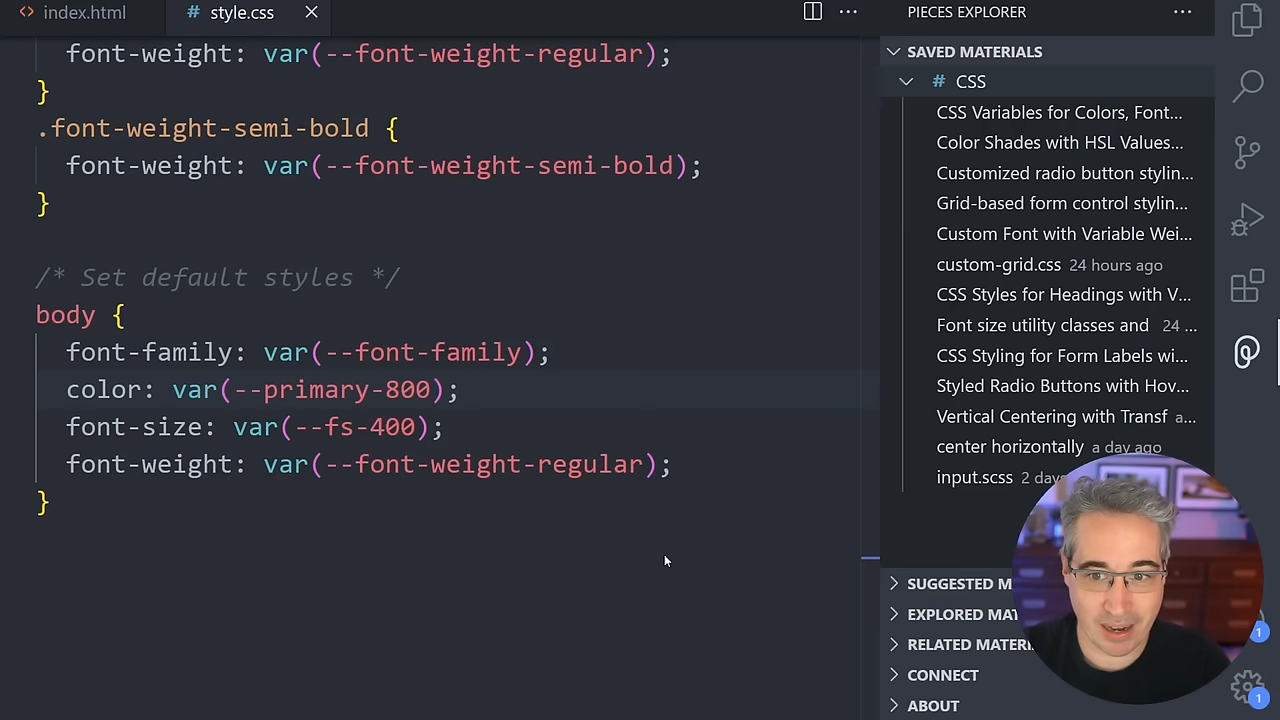 index.html
style.css
PIECES EXPLORER
font-weight: var(--font-weight-regular);
}
.font-weight-semi-bold {
font-weight: var(--font-weight-semi-bold);
}
/* Set default styles */
body {
font-family: var(--font-family);
color: var(--primary-800);
font-size: var(--fs-400);
font-weight: var(--font-weight-regular);
}
SAVED MATERIALS
# CSS
CSS Variables for Colors, Font...
Color Shades with HSL Values...
Customized radio button stylin...
Grid-based form control stylin...
Custom Font with Variable Wei...
custom-grid.css 24 hours ago
CSS Styles for Headings with V...
Font size utility classes and 24 ...
CSS Styling for Form Labels wi...
Styled Radio Buttons with Hov...
Vertical Centering with Transf a...
center horizontally a day ago
input.scss 2 days
SUGGESTED M
EXPLORED MAT
RELATED MATERI
CONNECT
ABOUT
1
1